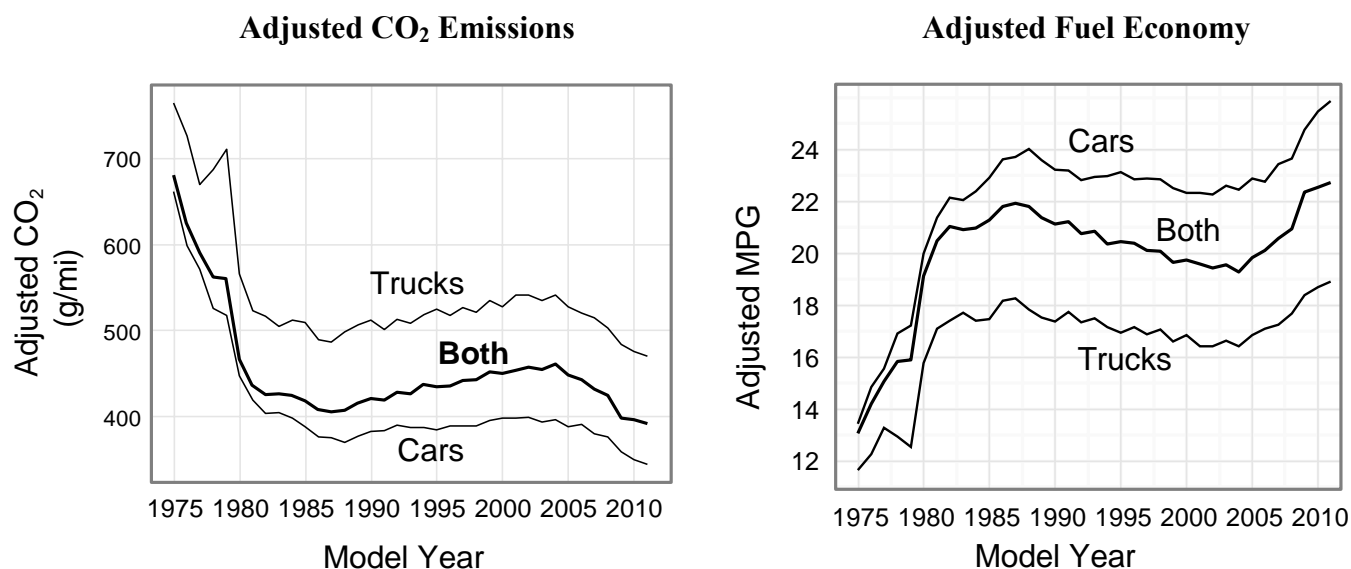 Adjusted CO₂ Emissions
Adjusted CO₂
(g/mi)
700
600
500
400
Trucks
Both
Cars
1975 1980 1985 1990 1995 2000 2005 2010
Model Year
Adjusted Fuel Economy
Adjusted MPG
24
22
20
18
16
14
12
Cars
Both
Trucks
1975 1980 1985 1990 1995 2000 2005 2010
Model Year